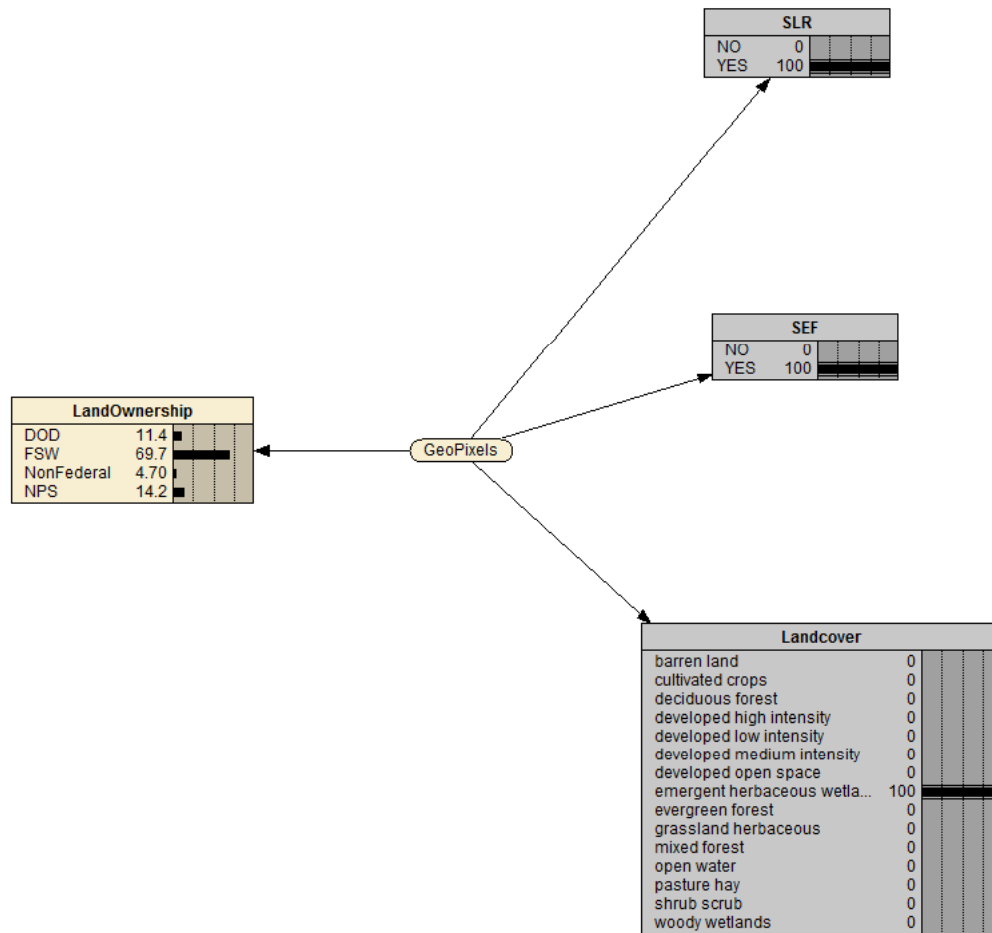 SLR
NO 0
YES 100
SEF
NO 0
YES 100
LandOwnership
DOD 11.4
FSW 69.7
NonFederal 4.70
NPS 14.2
GeoPixels
Landcover
barren land 0
cultivated crops 0
deciduous forest 0
developed high intensity 0
developed low intensity 0
developed medium intensity 0
developed open space 0
emergent herbaceous wetla... 100
evergreen forest 0
grassland herbaceous 0
mixed forest 0
open water 0
pasture hay 0
shrub scrub 0
woody wetlands 0